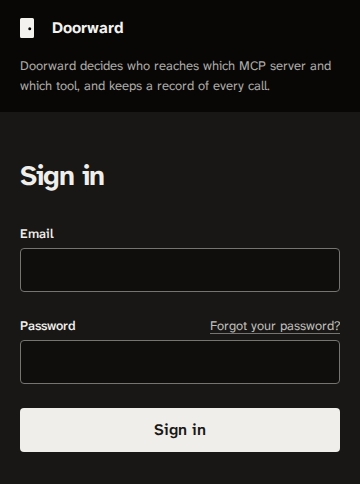 Doorward
Doorward decides who reaches which MCP server and
which tool, and keeps a record of every call.
Sign in
Email
Password
Forgot your password?
Sign in